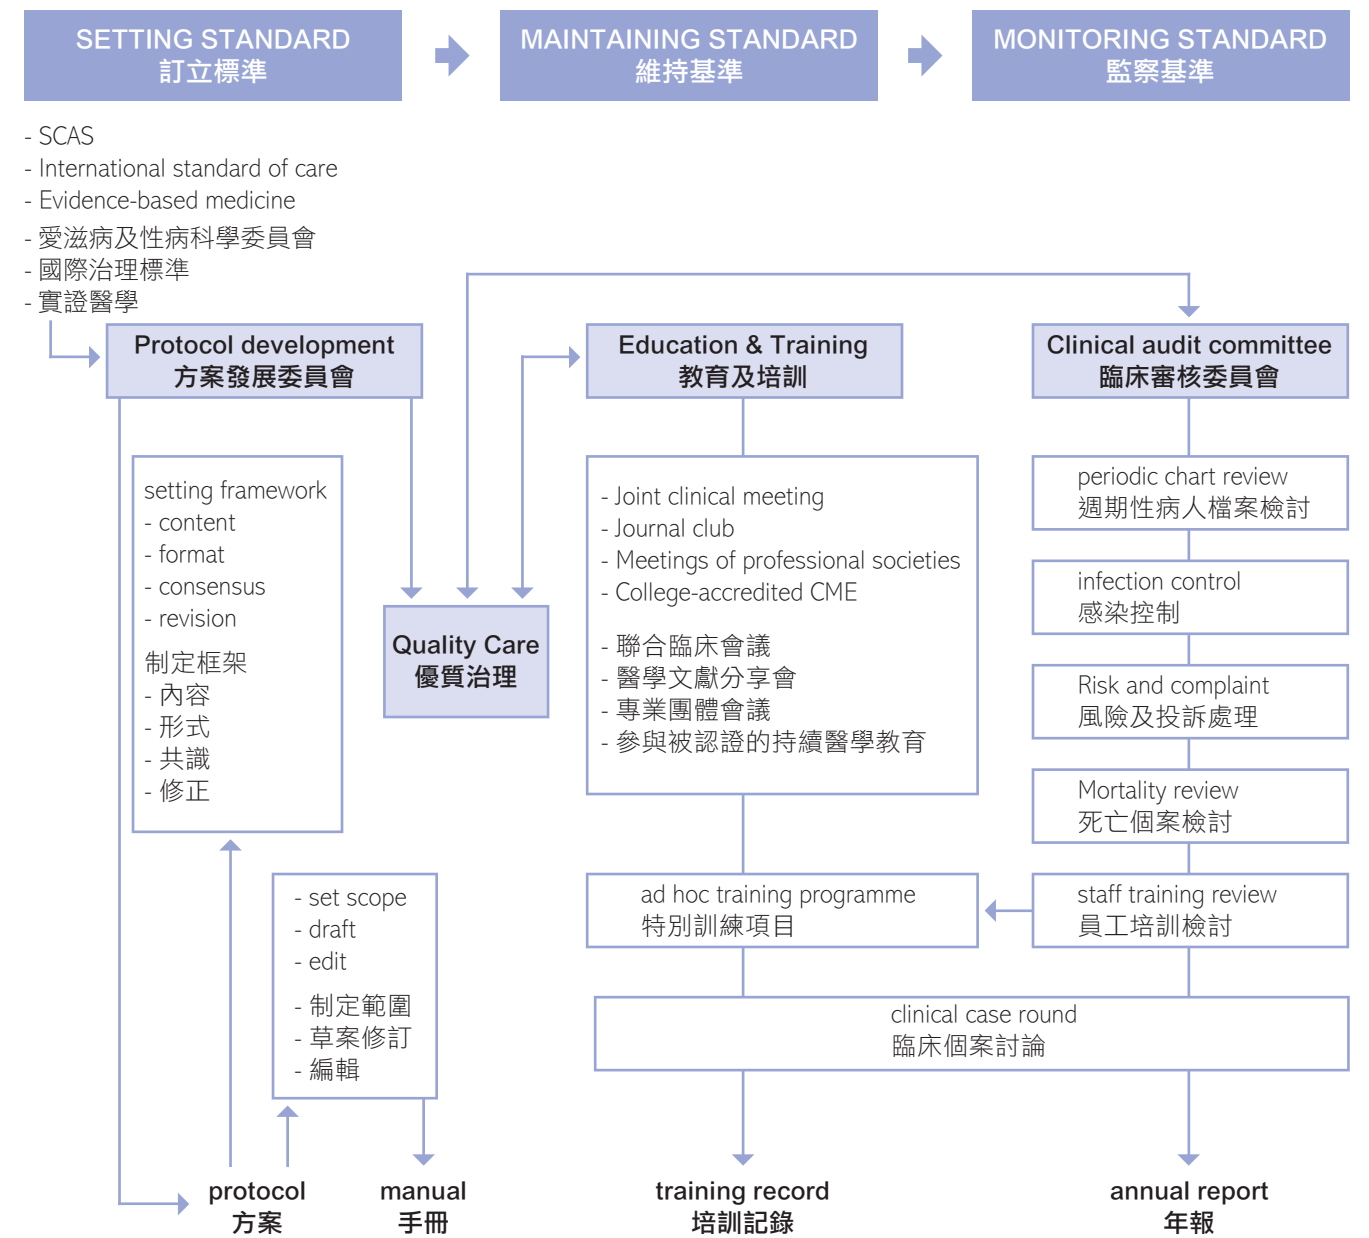 SETTING STANDARD
訂立標準
MAINTAINING STANDARD
維持基準
MONITORING STANDARD
監察基準
- SCAS
- International standard of care
- Evidence-based medicine
- 愛滋病及性病科學委員會
- 國際治理標準
- 實證醫學
Protocol development
方案發展委員會
Education & Training
教育及培訓
Clinical audit committee
臨床審核委員會
setting framework
- content
- format
- consensus
- revision
制定框架
- 內容
- 形式
- 共識
- 修正
Quality Care
優質治理
- Joint clinical meeting
- Journal club
- Meetings of professional societies
- College-accredited CME
- 聯合臨床會議
- 醫學文獻分享會
- 專業團體會議
- 參與被認證的持續醫學教育
periodic chart review
週期性病人檔案檢討
infection control
感染控制
Risk and complaint
風險及投訴處理
Mortality review
死亡個案檢討
- set scope
- draft
- edit
- 制定範圍
- 草案修訂
- 編輯
ad hoc training programme
特別訓練項目
staff training review
員工培訓檢討
clinical case round
臨床個案討論
protocol
方案
manual
手冊
training record
培訓記錄
annual report
年報